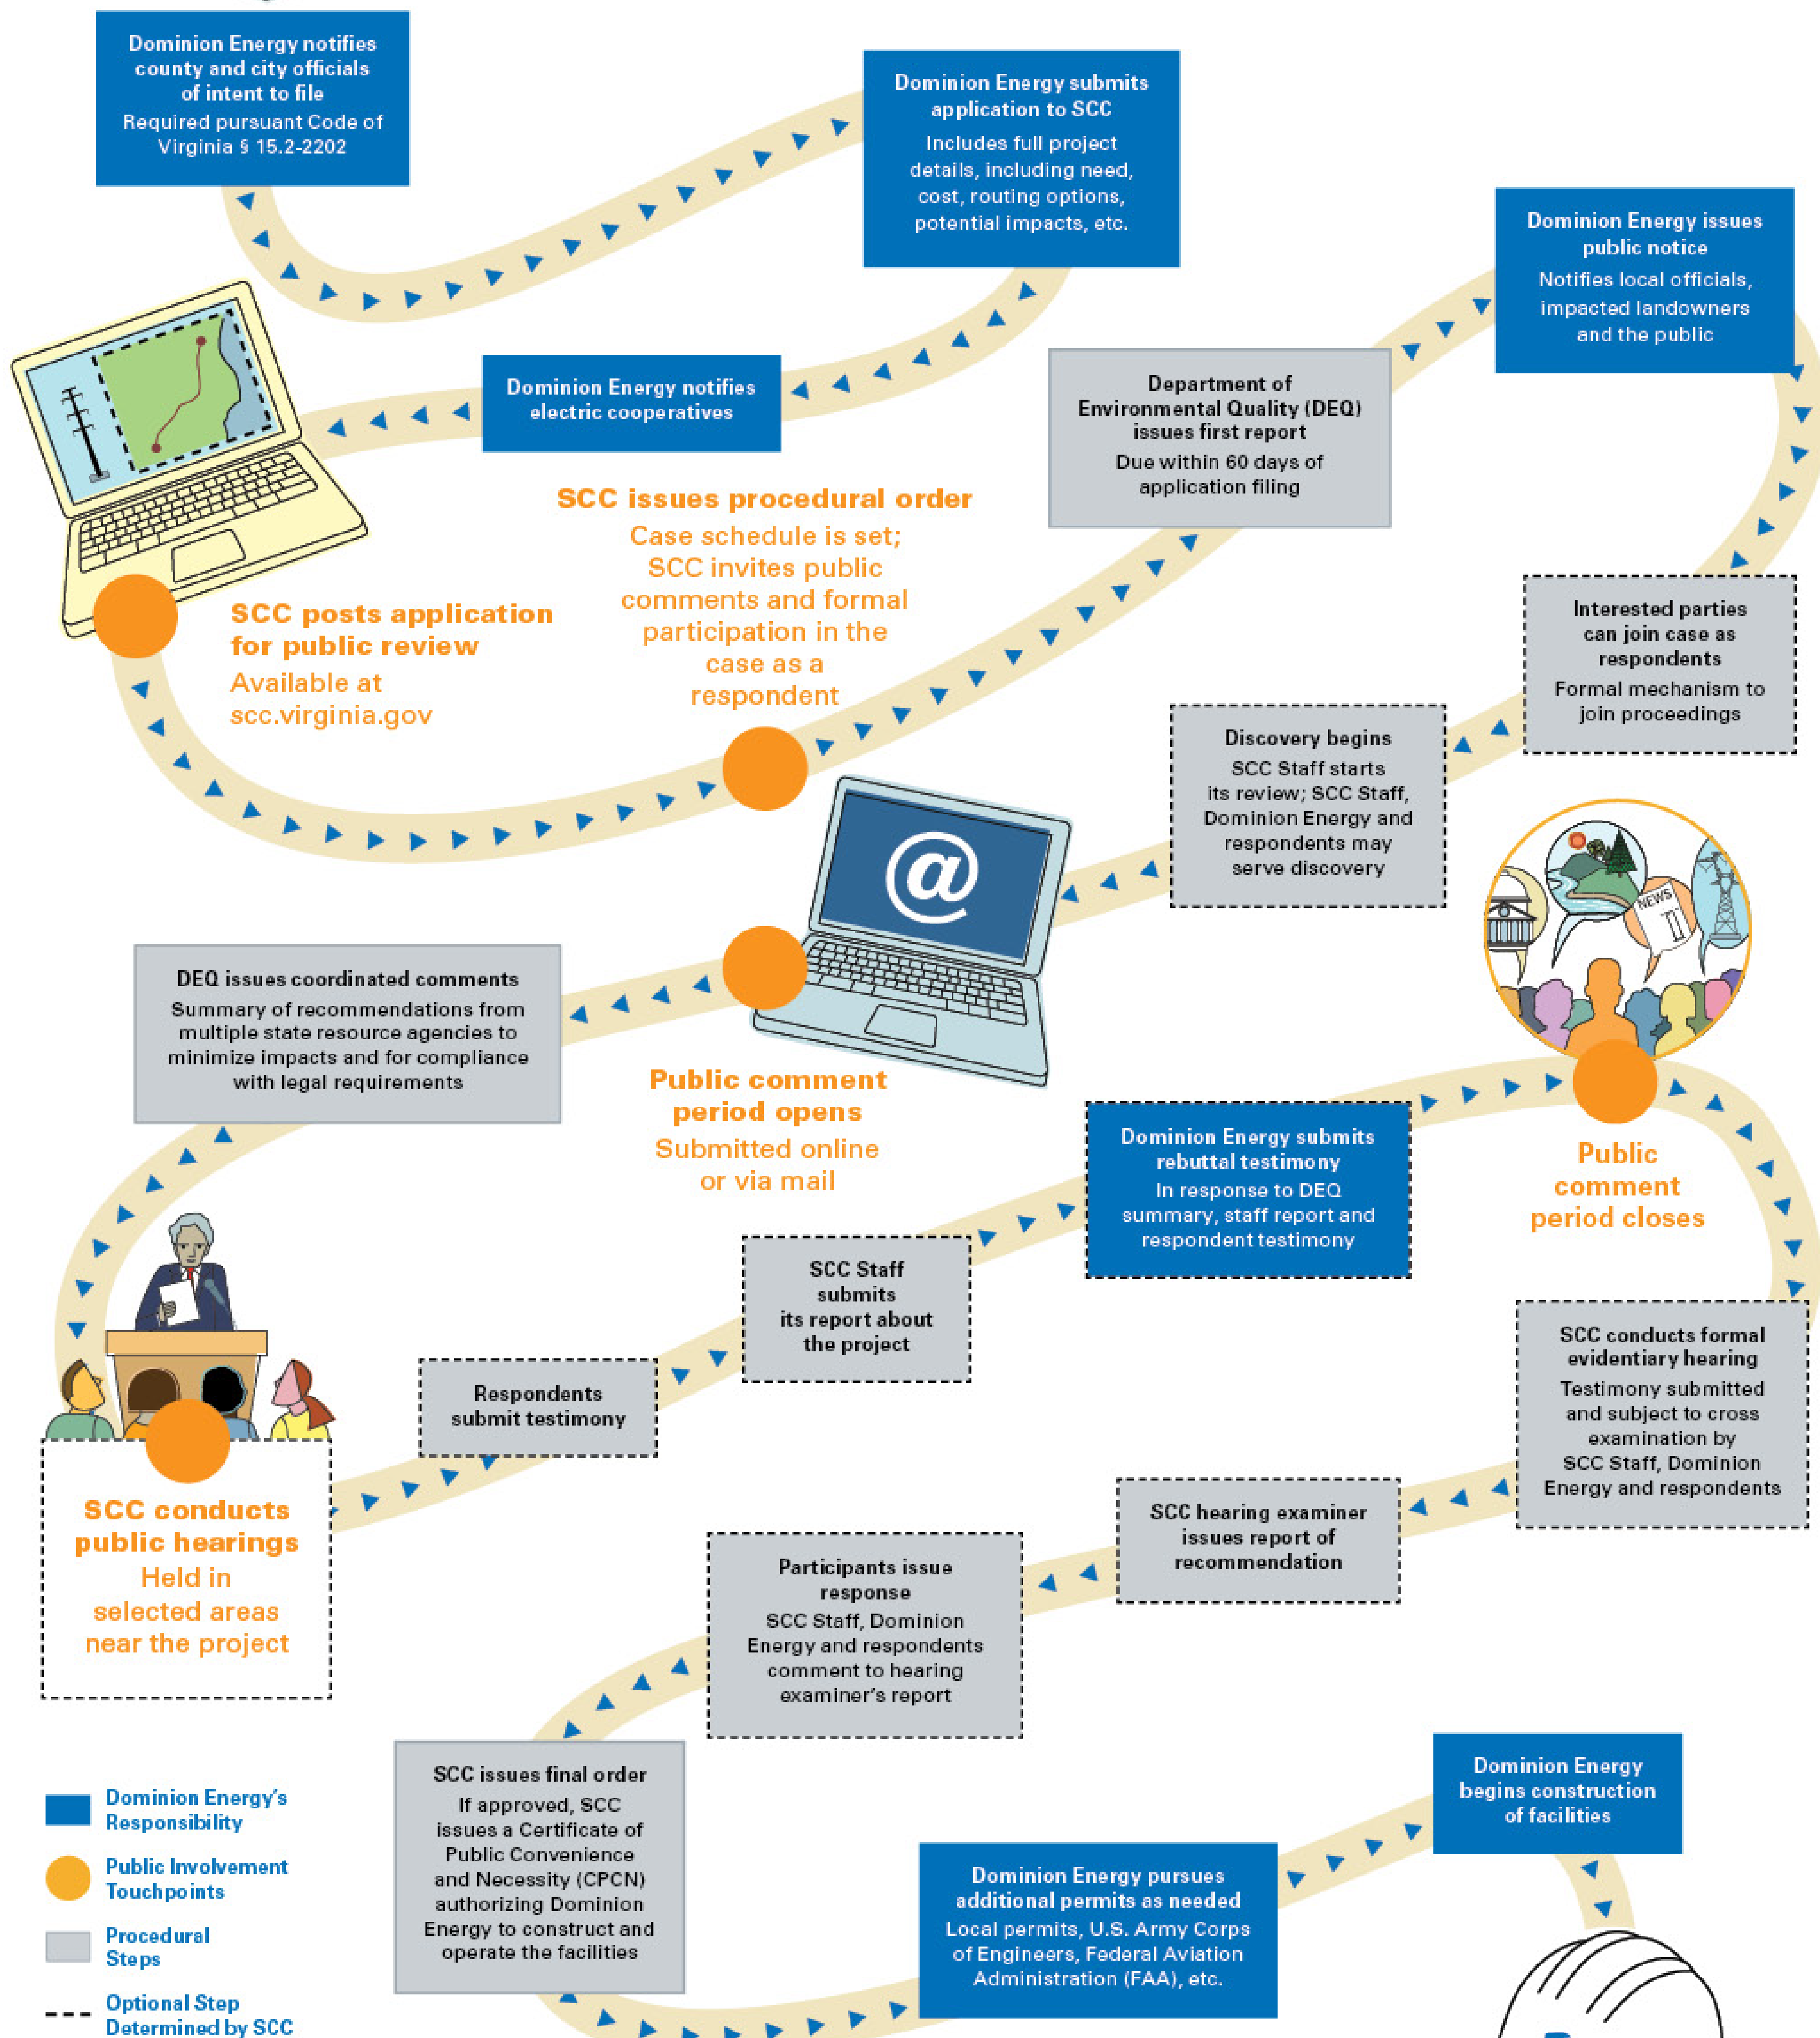 Dominion Energy notifies
county and city officials
of intent to file
Required pursuant Code of
Virginia § 15.2-2202
Dominion Energy submits
application to SCC
Includes full project
details, including need,
cost, routing options,
potential impacts, etc.
Dominion Energy notifies
electric cooperatives
SCC posts application
for public review
Available at
scc.virginia.gov
SCC issues procedural order
Case schedule is set;
SCC invites public
comments and formal
participation in the
case as a
respondent
Department of
Environmental Quality (DEQ)
issues first report
Due within 60 days of
application filing
Dominion Energy issues
public notice
Notifies local officials,
impacted landowners
and the public
Interested parties
can join case as
respondents
Formal mechanism to
join proceedings
Discovery begins
SCC Staff starts
its review; SCC Staff,
Dominion Energy and
respondents may
serve discovery
@
Public comment
period opens
Submitted online
or via mail
DEQ issues coordinated comments
Summary of recommendations from
multiple state resource agencies to
minimize impacts and for compliance
with legal requirements
SCC conducts
public hearings
Held in
selected areas
near the project
Respondents
submit testimony
SCC Staff
submits
its report about
the project
Dominion Energy submits
rebuttal testimony
In response to DEQ
summary, staff report and
respondent testimony
NEWS
Public
comment
period closes
SCC conducts formal
evidentiary hearing
Testimony submitted
and subject to cross
examination by
SCC Staff, Dominion
Energy and respondents
SCC hearing examiner
issues report of
recommendation
Participants issue
response
SCC Staff, Dominion
Energy and respondents
comment to hearing
examiner's report
SCC issues final order
If approved, SCC
issues a Certificate of
Public Convenience
and Necessity (CPCN)
authorizing Dominion
Energy to construct and
operate the facilities
Dominion Energy pursues
additional permits as needed
Local permits, U.S. Army Corps
of Engineers, Federal Aviation
Administration (FAA), etc.
Dominion Energy
begins construction
of facilities
Dominion Energy's
Responsibility
Public Involvement
Touchpoints
Procedural
Steps
Optional Step
Determined by SCC